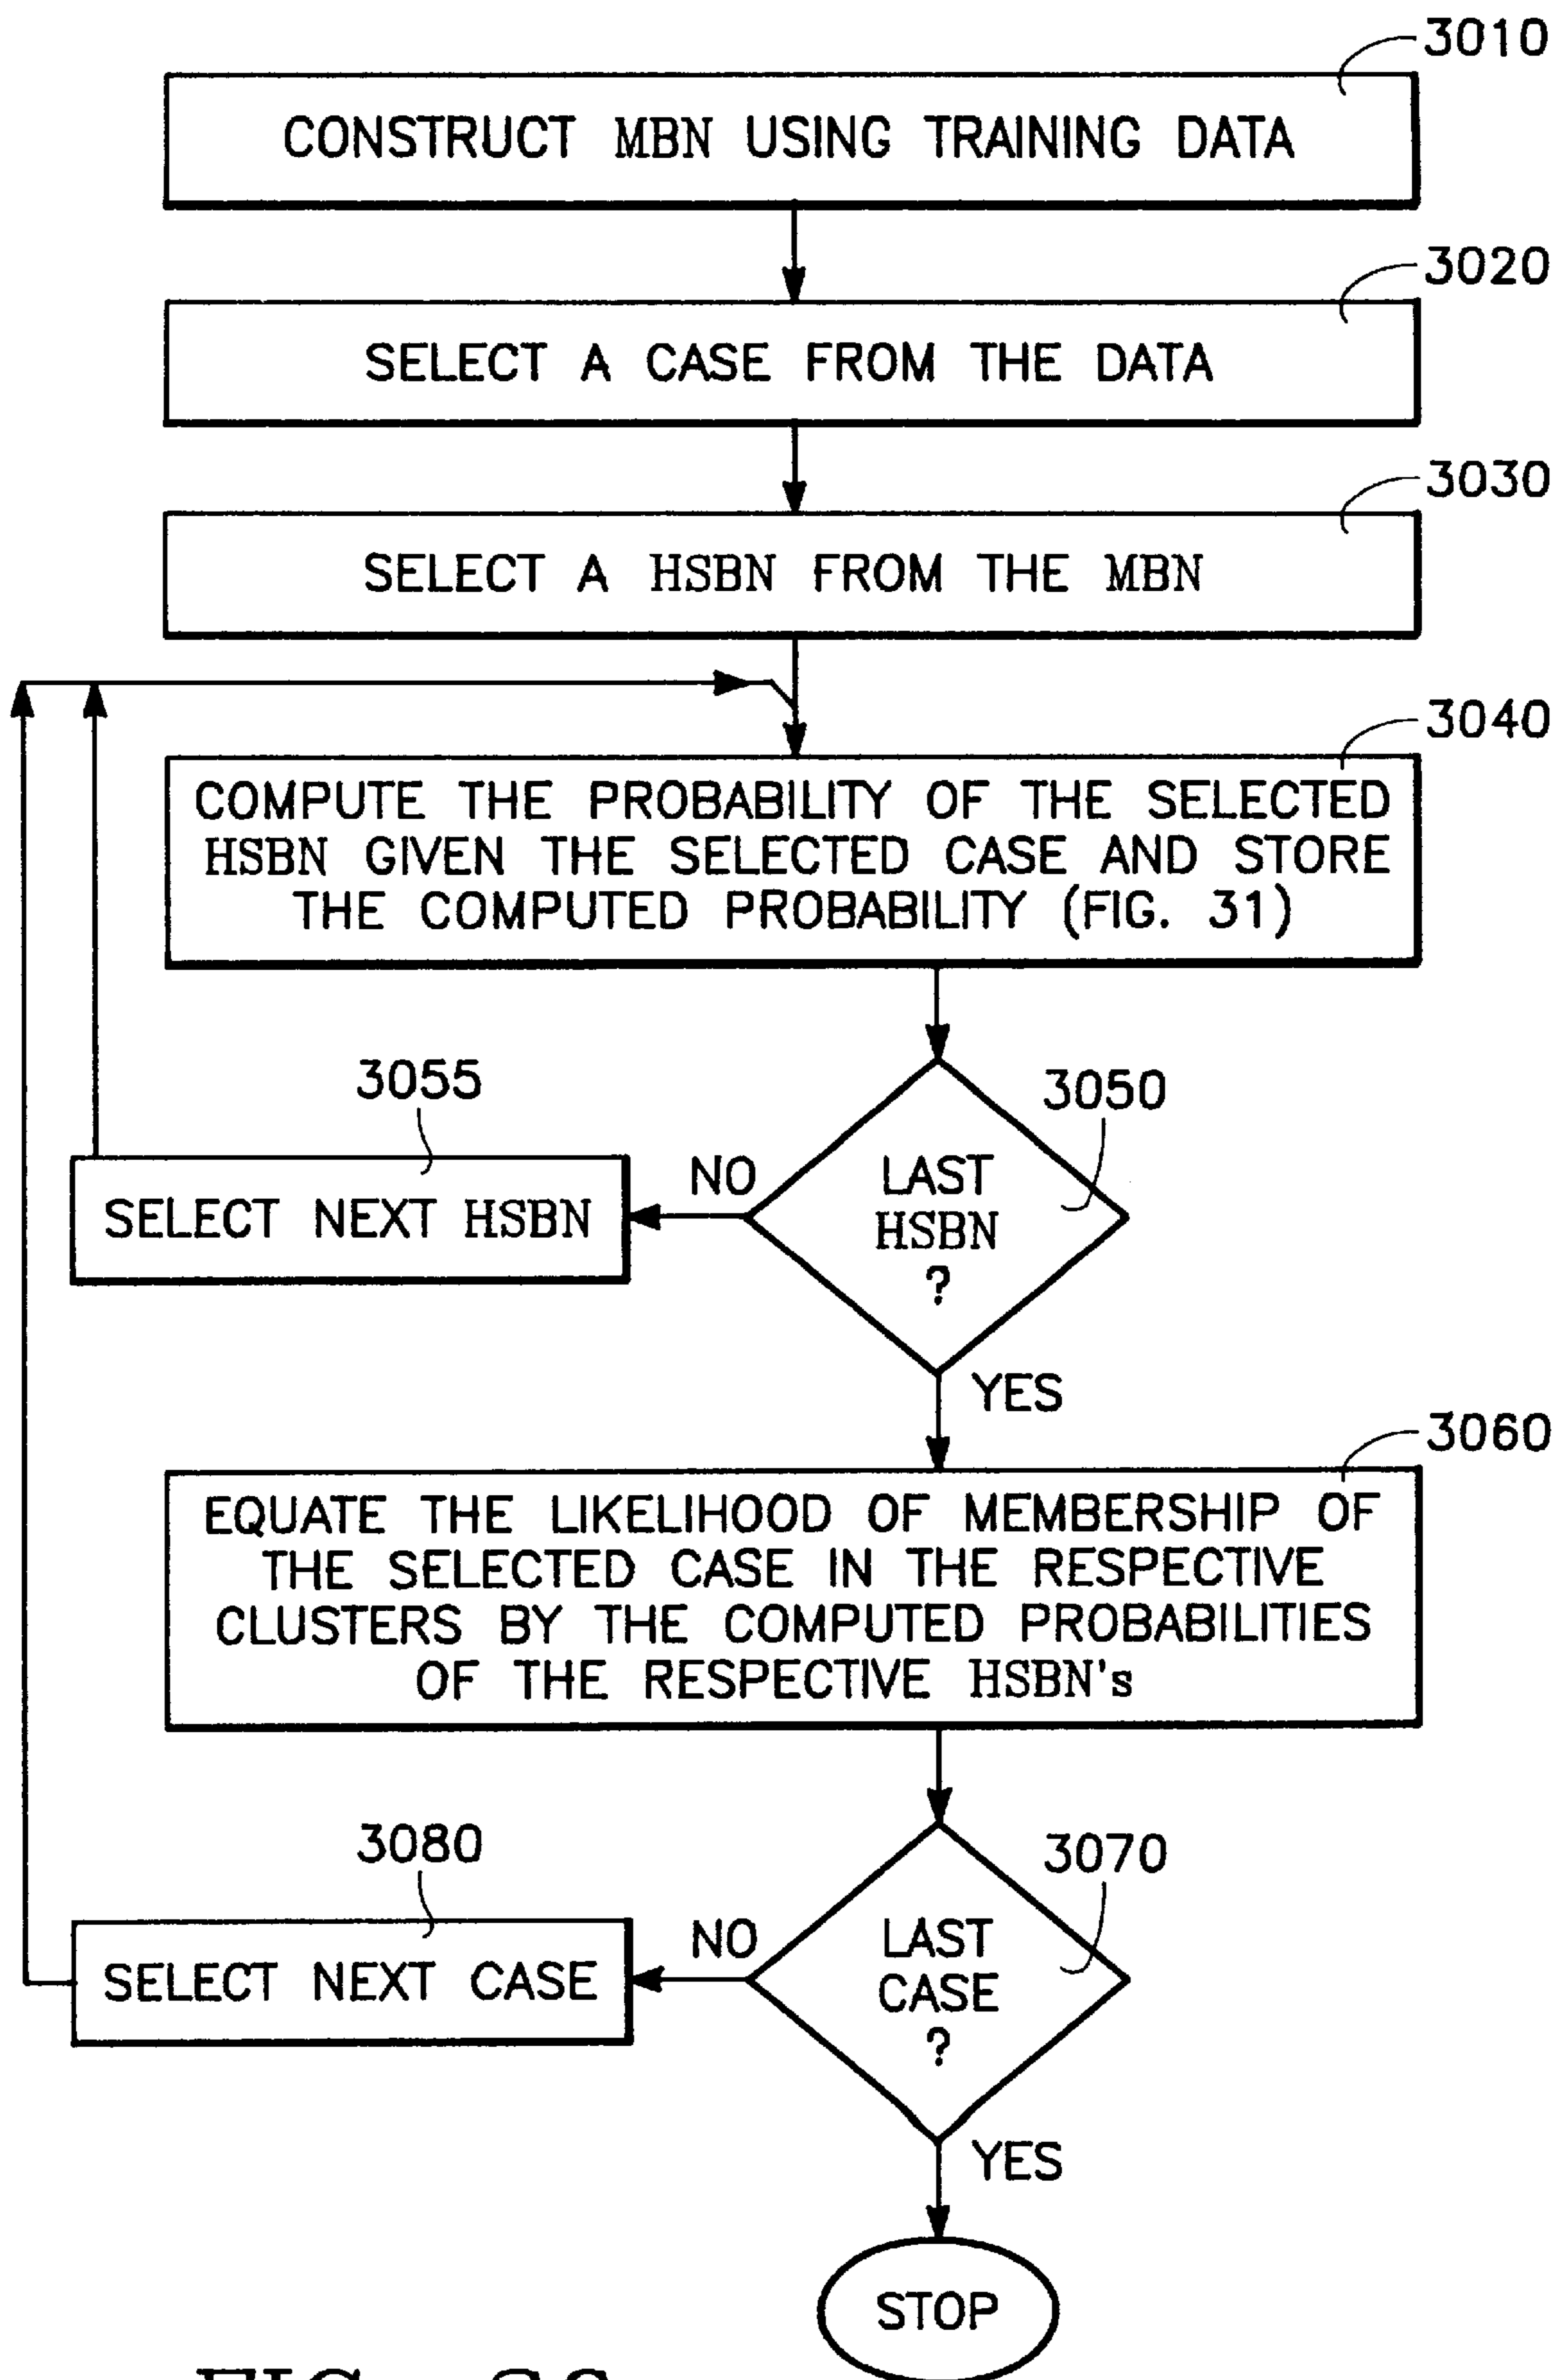 3010
CONSTRUCT MBN USING TRAINING DATA
3020
SELECT A CASE FROM THE DATA
3030
SELECT A HSBN FROM THE MBN
3040
COMPUTE THE PROBABILITY OF THE SELECTED
HSBN GIVEN THE SELECTED CASE AND STORE
THE COMPUTED PROBABILITY (FIG. 31)
3055
3050
SELECT NEXT HSBN
NO
LAST
HSBN
?
YES
3060
EQUATE THE LIKELIHOOD OF MEMBERSHIP OF
THE SELECTED CASE IN THE RESPECTIVE
CLUSTERS BY THE COMPUTED PROBABILITIES
OF THE RESPECTIVE HSBN's
3080
3070
SELECT NEXT CASE
NO
LAST
CASE
?
YES
STOP